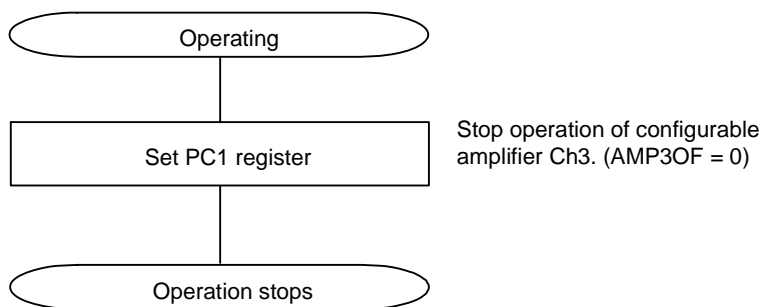 Operating
Set PC1 register
Stop operation of configurable
amplifier Ch3. (AMP3OF = 0)
Operation stops